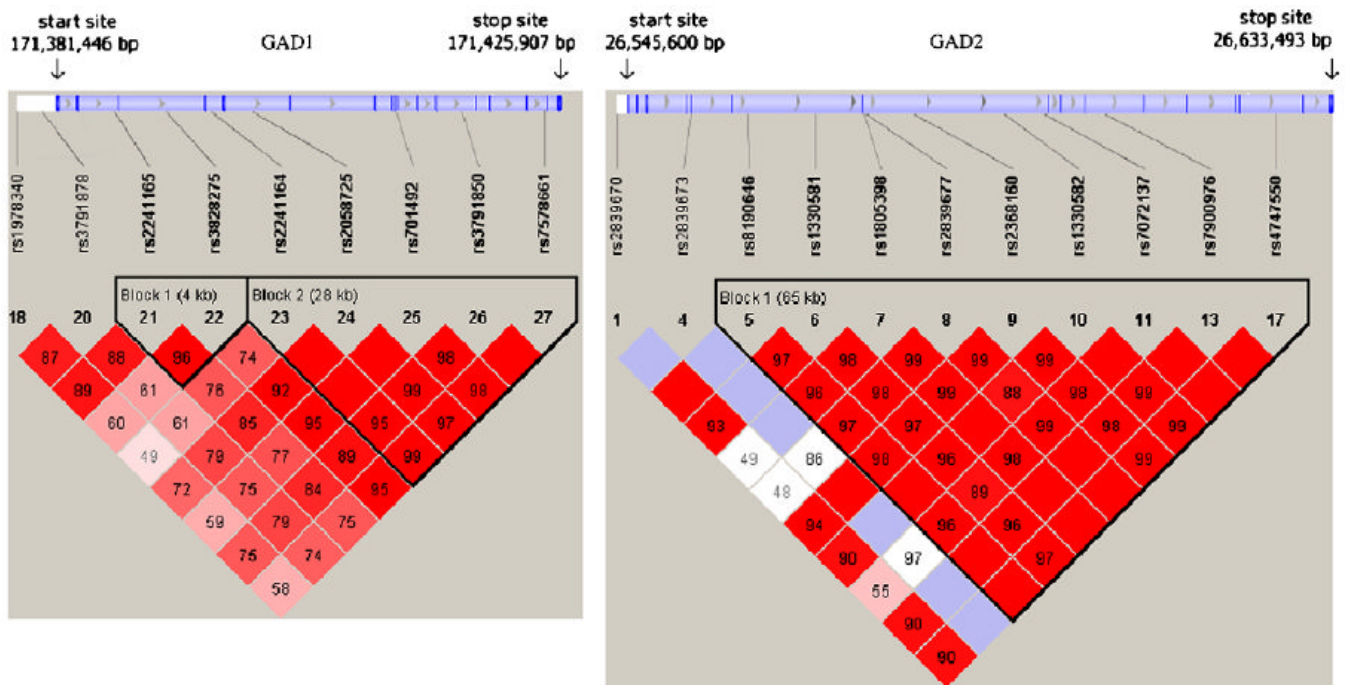 start site
171,381,446 bp
GAD1
stop site
171,425,907 bp
start site
26,545,600 bp
GAD2
stop site
26,633,493 bp
rs1978340
rs3791878
rs2241165
rs3828275
rs2241164
rs2058725
rs701492
rs3791850
rs7578661
rs2839670
rs2839673
rs8190646
rs1330581
rs1805398
rs2839677
rs2368160
rs1330582
rs7072137
rs7900976
rs4747550
Block 1 (4 kb)
Block 2 (28 kb)
18 20 21 22 23 24 25 26 27
87 88 96 74 98
89 61 76 92 99 98
60 61 85 95 95 97
49 79 77 89 99
72 75 84 95
59 79 75
75 74
58
Block 1 (65 kb)
1 4 5 6 7 8 9 10 11 13 17
97 98 99 99 99
96 98 99 88 98 99
93 97 97 99 98 99
49 86 98 96 98 99
48 89
94 96 96
90 97 97
55
90
90